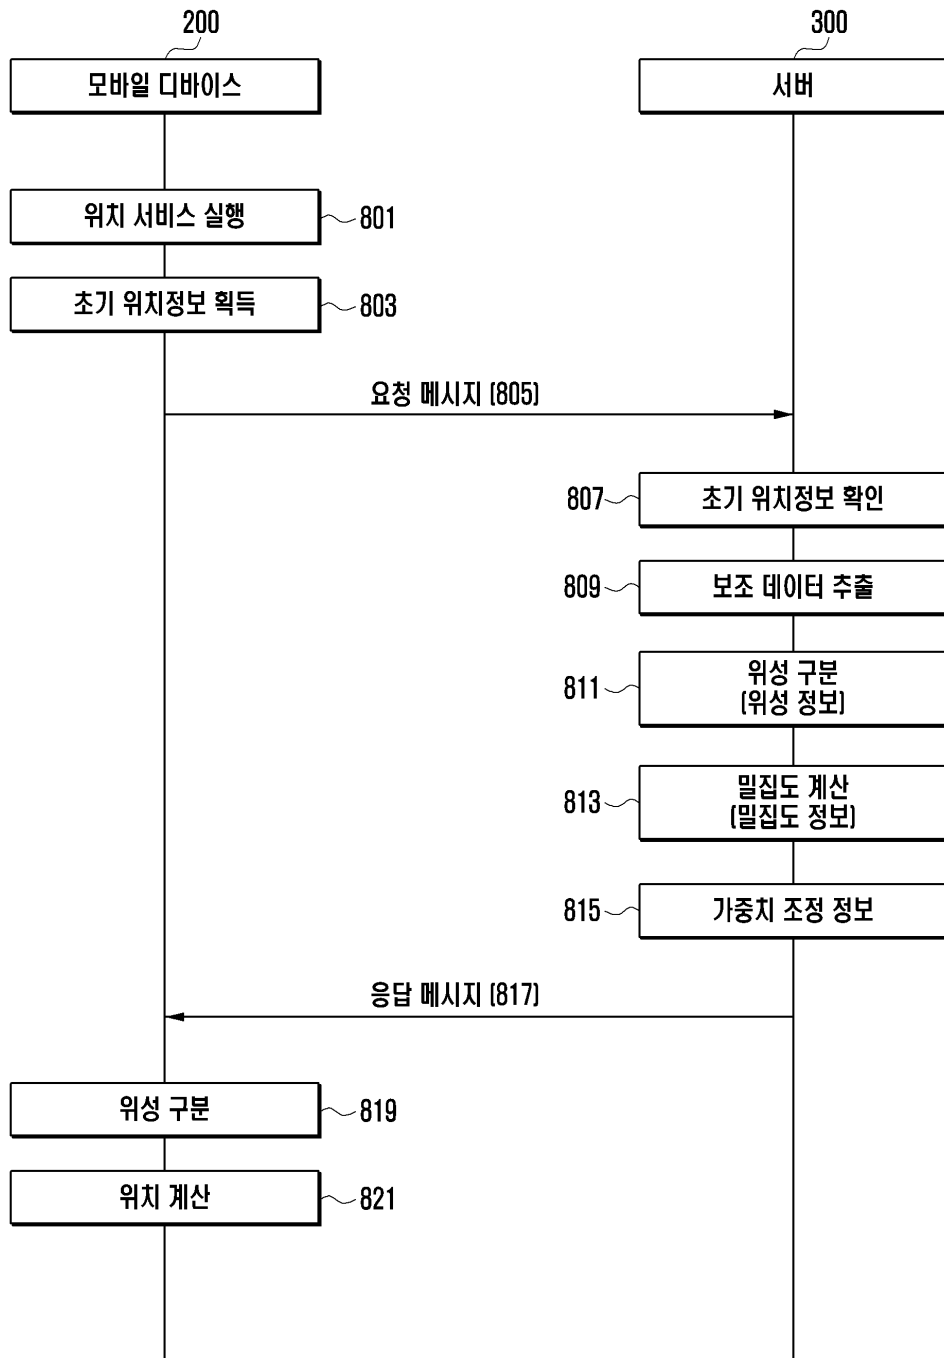 200
300
모바일 디바이스
서버
위치 서비스 실행
801
초기 위치정보 획득
803
요청 메시지 (805)
807
초기 위치정보 확인
809
보조 데이터 추출
811
위성 구분
(위성 정보)
813
밀집도 계산
(밀집도 정보)
815
가중치 조정 정보
응답 메시지 (817)
위성 구분
819
위치 계산
821